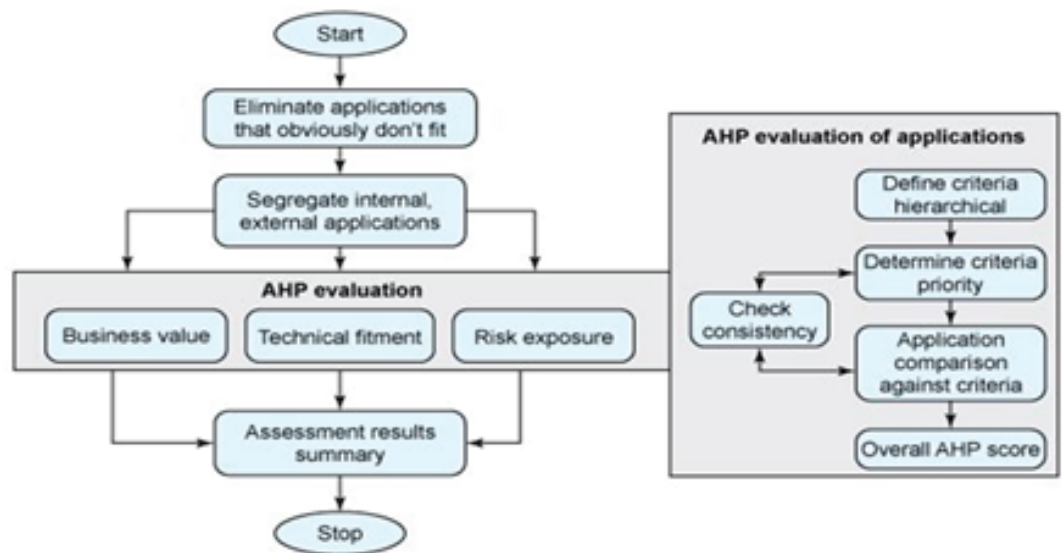 Start
Eliminate applications
that obviously don't fit
Segregate internal,
external applications
AHP evaluation
Business value
Technical fitment
Risk exposure
Assessment results
summary
Stop
AHP evaluation of applications
Define criteria
hierarchical
Determine criteria
priority
Check
consistency
Application
comparison
against criteria
Overall AHP score